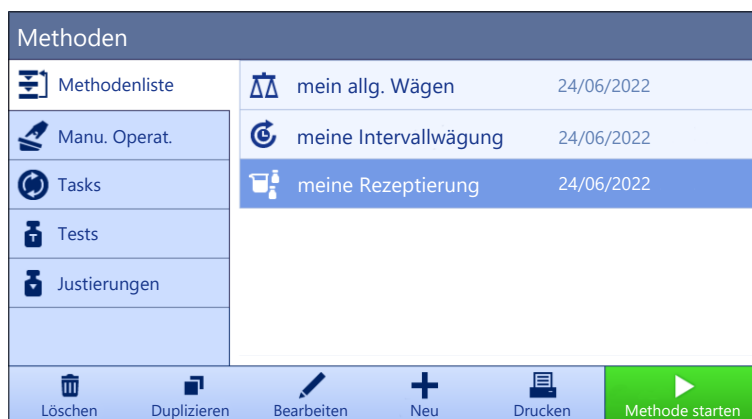 Methoden
Methodenliste
Manu. Operat.
Tasks
Tests
Justierungen
mein allg. Wägen 24/06/2022
meine Intervallwägung 24/06/2022
meine Rezeptierung 24/06/2022
Löschen Duplizieren Bearbeiten Neu Drucken Methode starten